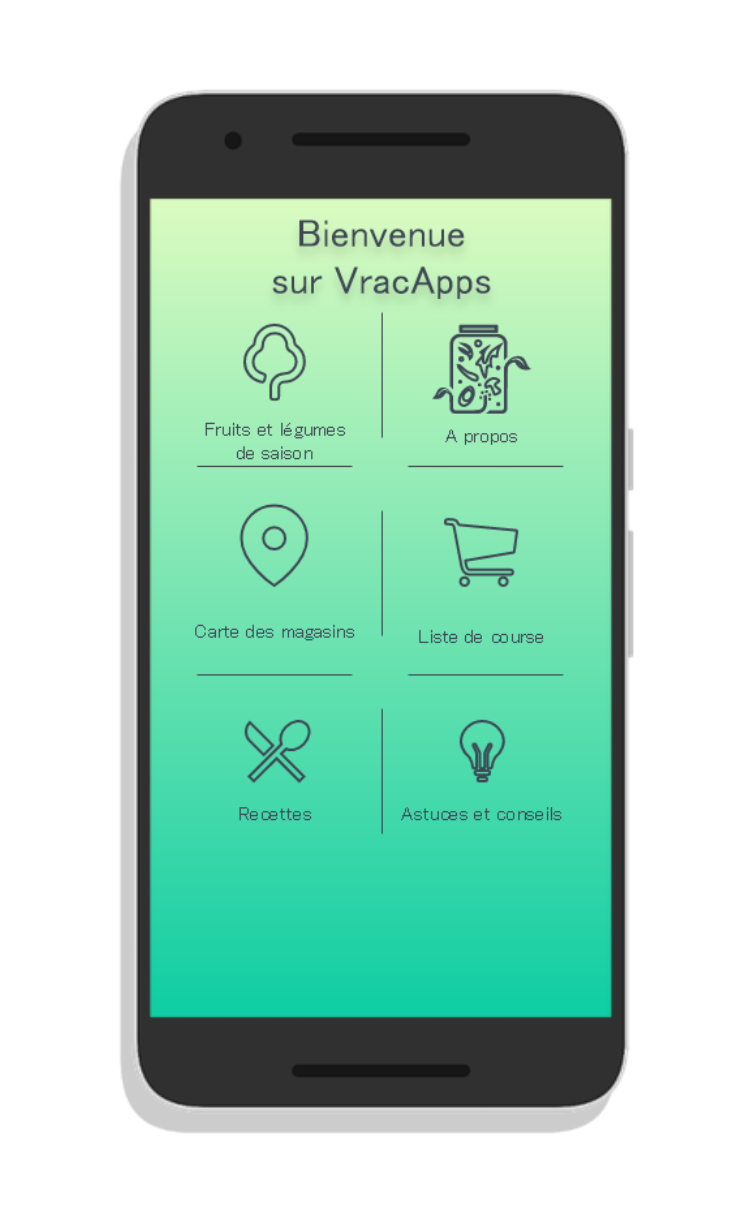 Bienvenue
sur VracApps
Fruits et légumes
de saison
A propos
Carte des magasins
Liste de course
Recettes
Astuces et conseils